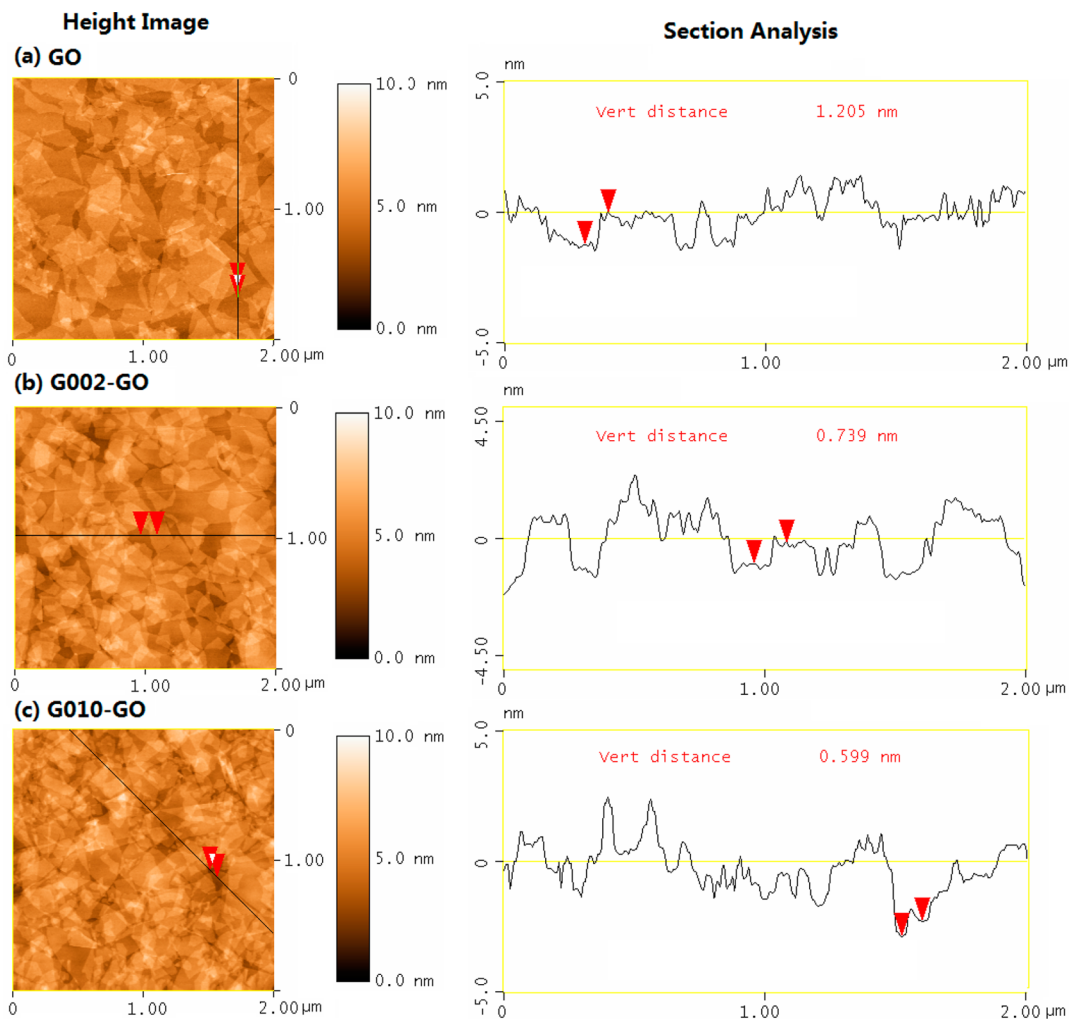 Height Image
Section Analysis
(a) GO
0
1.00
0
1.00
2.00 µm
10.0 nm
5.0 nm
0.0 nm
nm
5.0
0
-5.0
Vert distance 1.205 nm
0
1.00
2.00 µm
(b) G002-GO
0
1.00
0
1.00
2.00 µm
10.0 nm
5.0 nm
0.0 nm
nm
4.50
0
-4.50
Vert distance 0.739 nm
0
1.00
2.00 µm
(c) G010-GO
0
1.00
0
1.00
2.00 µm
10.0 nm
5.0 nm
0.0 nm
nm
5.0
0
-5.0
Vert distance 0.599 nm
0
1.00
2.00 µm